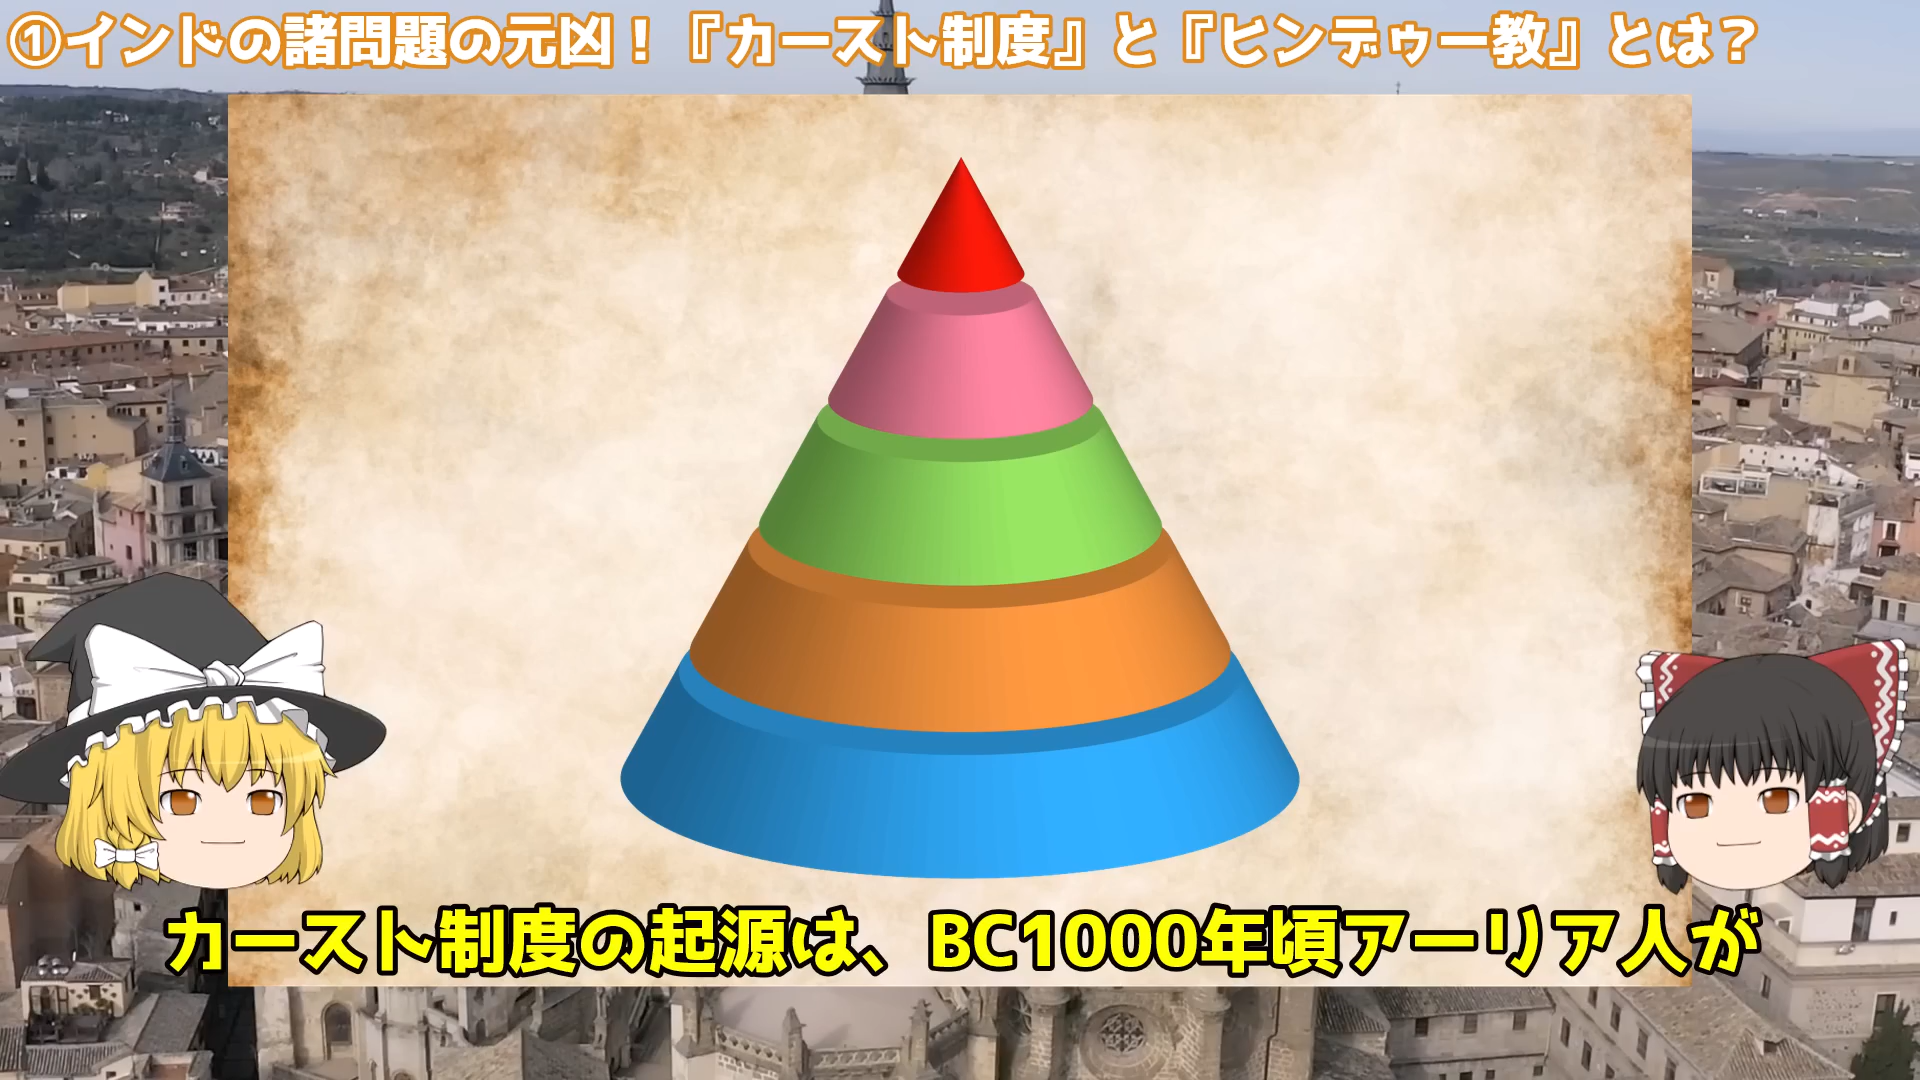 ①インドの諸問題の元凶！『カースト制度』と『ヒンデゥー教』とは？
カースト制度の起源は、BC1000年頃アーリア人が